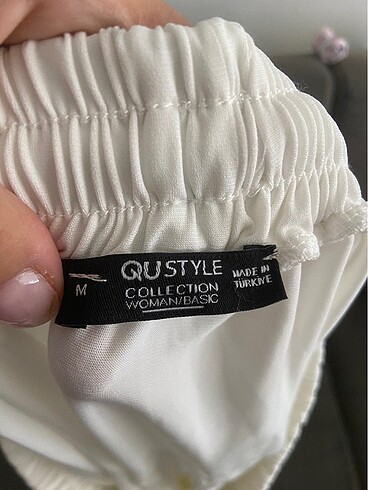 M
QU STYLE
COLLECTION
WOMAN/BASIC
MADE IN
TÜRKİYE